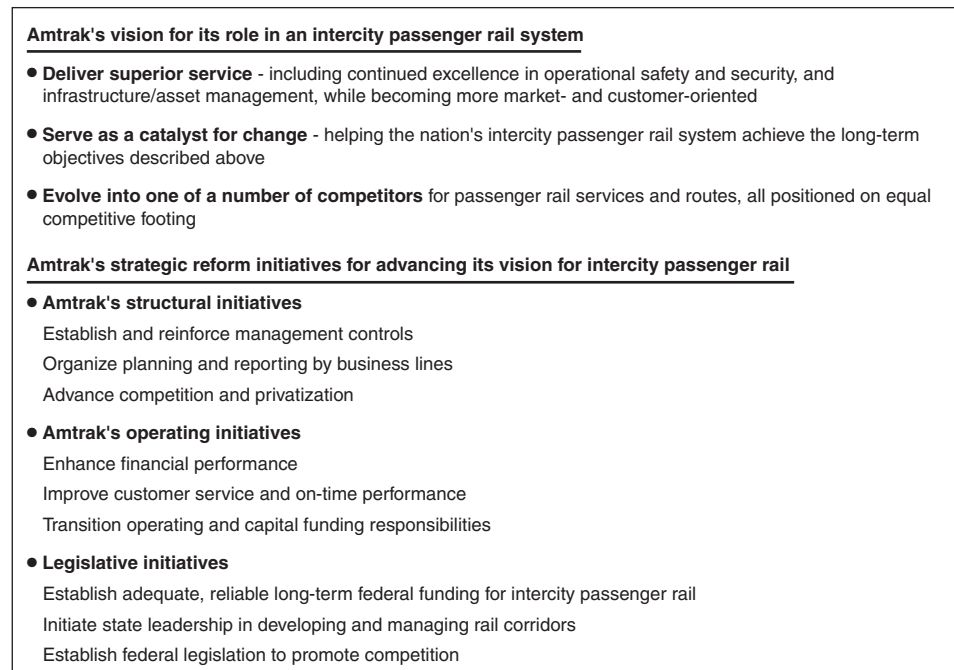 Amtrak's vision for its role in an intercity passenger rail system
● Deliver superior service - including continued excellence in operational safety and security, and
infrastructure/asset management, while becoming more market- and customer-oriented
● Serve as a catalyst for change - helping the nation's intercity passenger rail system achieve the long-term
objectives described above
● Evolve into one of a number of competitors for passenger rail services and routes, all positioned on equal
competitive footing
Amtrak's strategic reform initiatives for advancing its vision for intercity passenger rail
● Amtrak's structural initiatives
Establish and reinforce management controls
Organize planning and reporting by business lines
Advance competition and privatization
● Amtrak's operating initiatives
Enhance financial performance
Improve customer service and on-time performance
Transition operating and capital funding responsibilities
● Legislative initiatives
Establish adequate, reliable long-term federal funding for intercity passenger rail
Initiate state leadership in developing and managing rail corridors
Establish federal legislation to promote competition